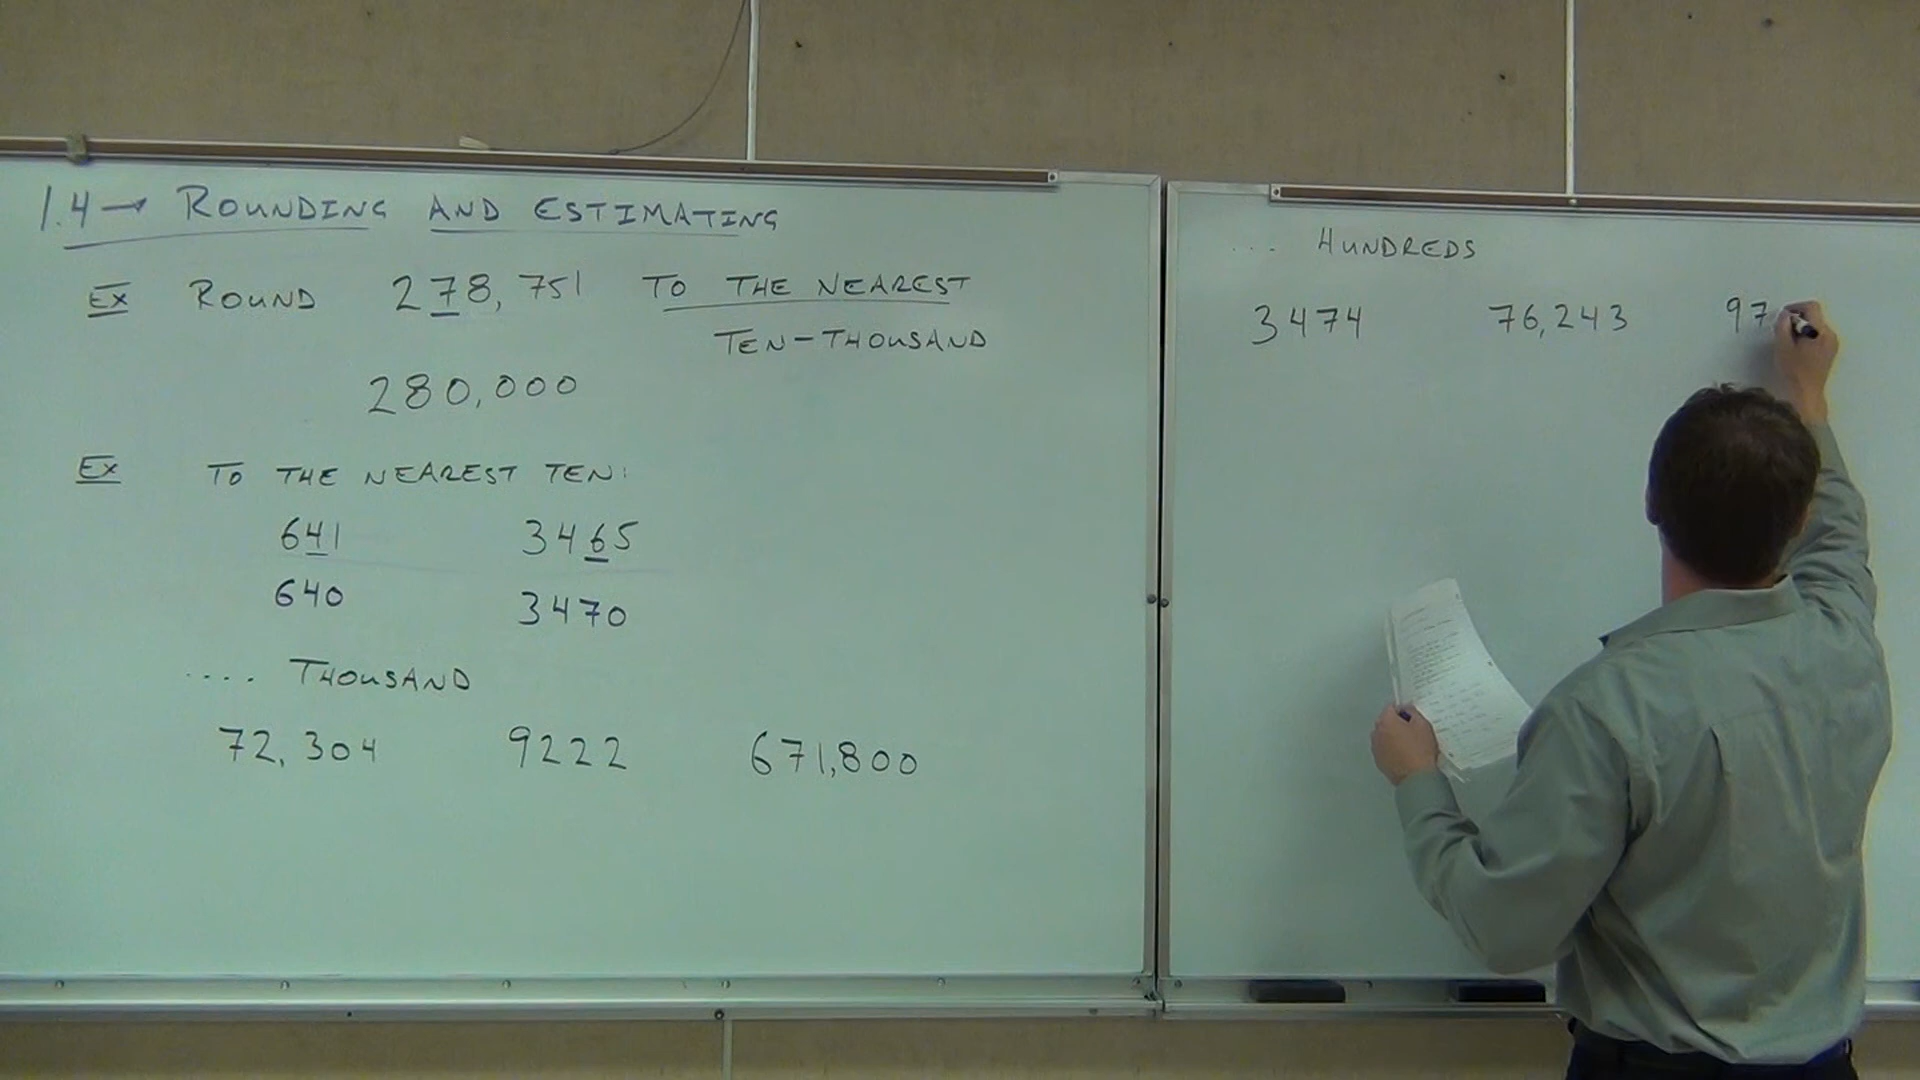 1.4 → ROUNDING AND ESTIMATING
EX ROUND 278,751 TO THE NEAREST
TEN-THOUSAND
280,000
EX TO THE NEAREST TEN:
641 3465
640 3470
.... THOUSAND
72,304 9222 671,800
... HUNDREDS
3474 76,243 97